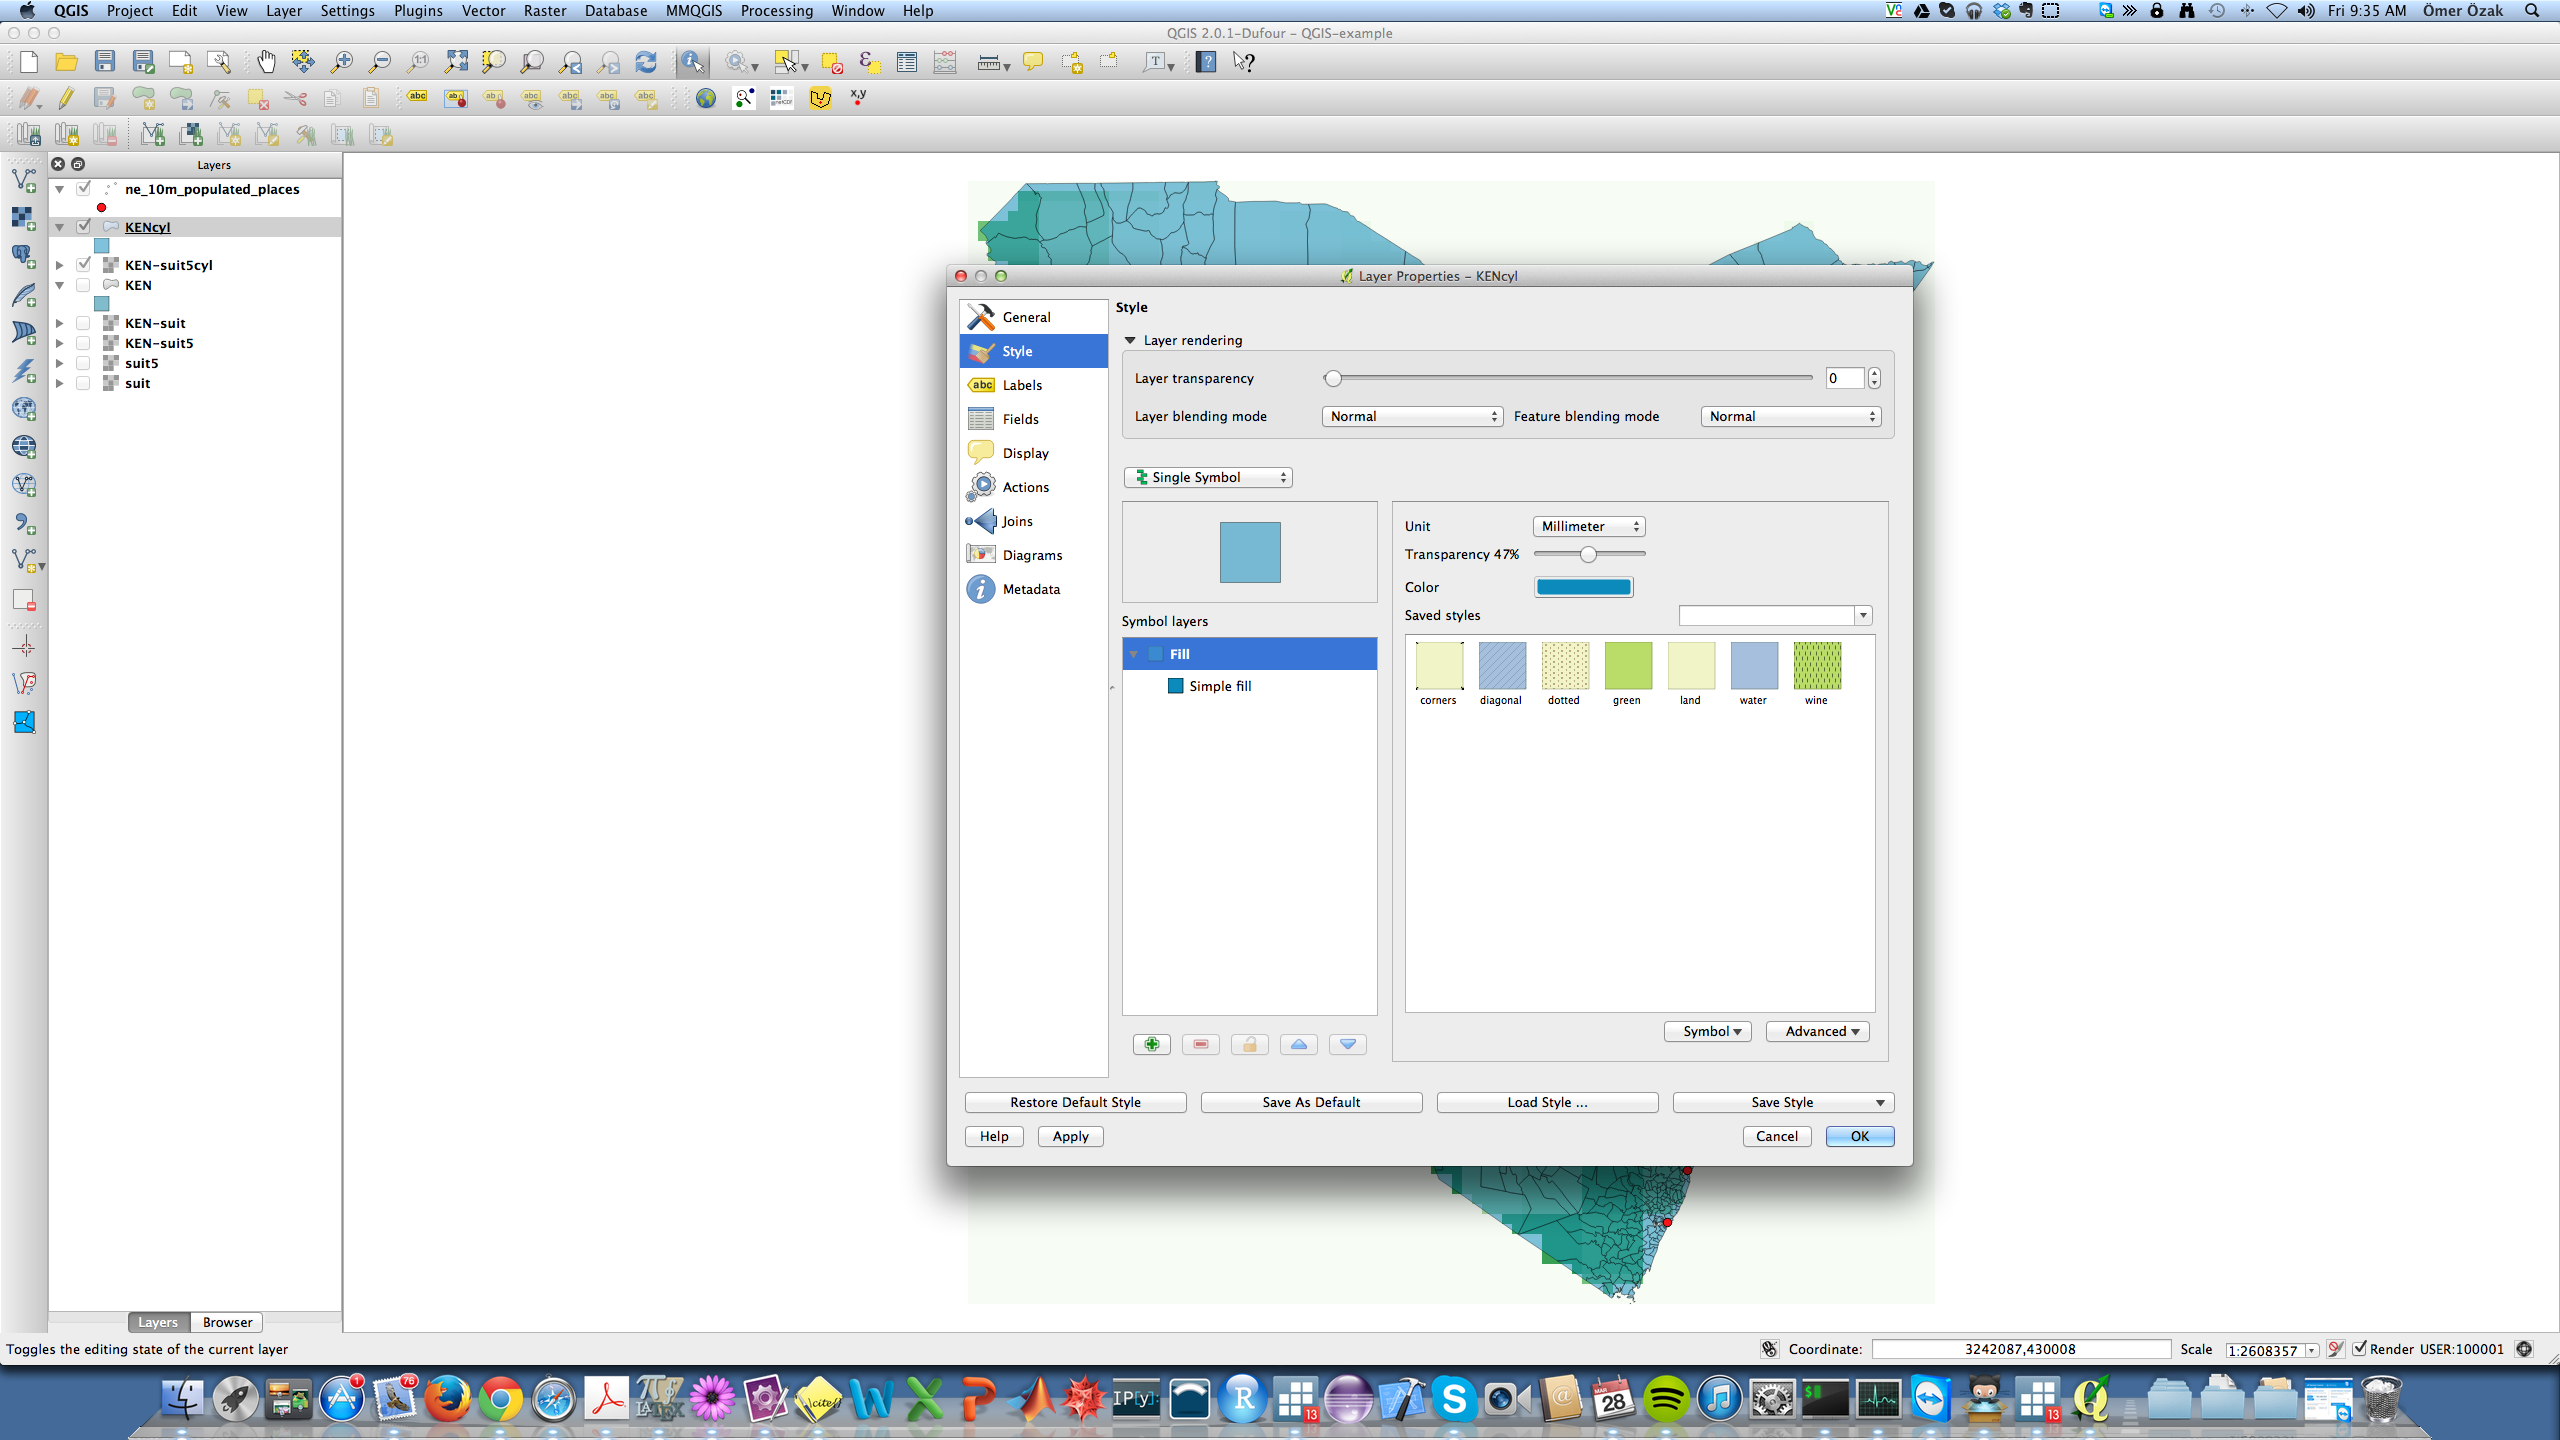 QGIS Project Edit View Layer Settings Plugins Vector Raster Database MMQGIS Processing Window Help Fri 9:35 AM Ömer Özak
QGIS 2.0.1-Dufour – QGIS-example
Layers
ne_10m_populated_places
KENcyl
KEN-suit5cyl
KEN
KEN-suit
KEN-suit5
suit5
suit
Layer Properties – KENcyl
General
Style
Labels
Fields
Display
Actions
Joins
Diagrams
Metadata
Style
Layer rendering
Layer transparency 0
Layer blending mode Normal Feature blending mode Normal
Single Symbol
Unit Millimeter
Transparency 47%
Color
Saved styles
Symbol layers
Fill
Simple fill
corners diagonal dotted green land water wine
Symbol Advanced
Restore Default Style Save As Default Load Style ... Save Style
Help Apply Cancel OK
Layers Browser
Toggles the editing state of the current layer Coordinate: 3242087,430008 Scale 1:2608357 Render USER:100001